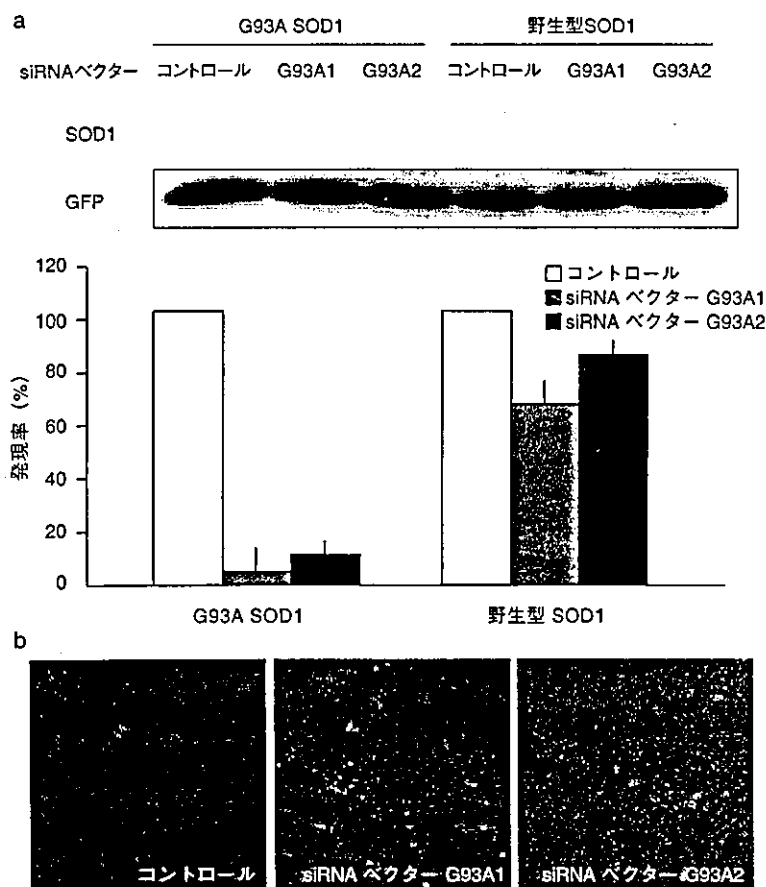 a
G93A SOD1 野生型SOD1
siRNAベクター コントロール G93A1 G93A2 コントロール G93A1 G93A2
SOD1
GFP
120
100
80
60
40
20
0
発現率 (%)
コントロール
siRNA ベクター G93A1
siRNA ベクター G93A2
G93A SOD1 野生型 SOD1
b
コントロール siRNA ベクター G93A1 siRNA ベクター G93A2